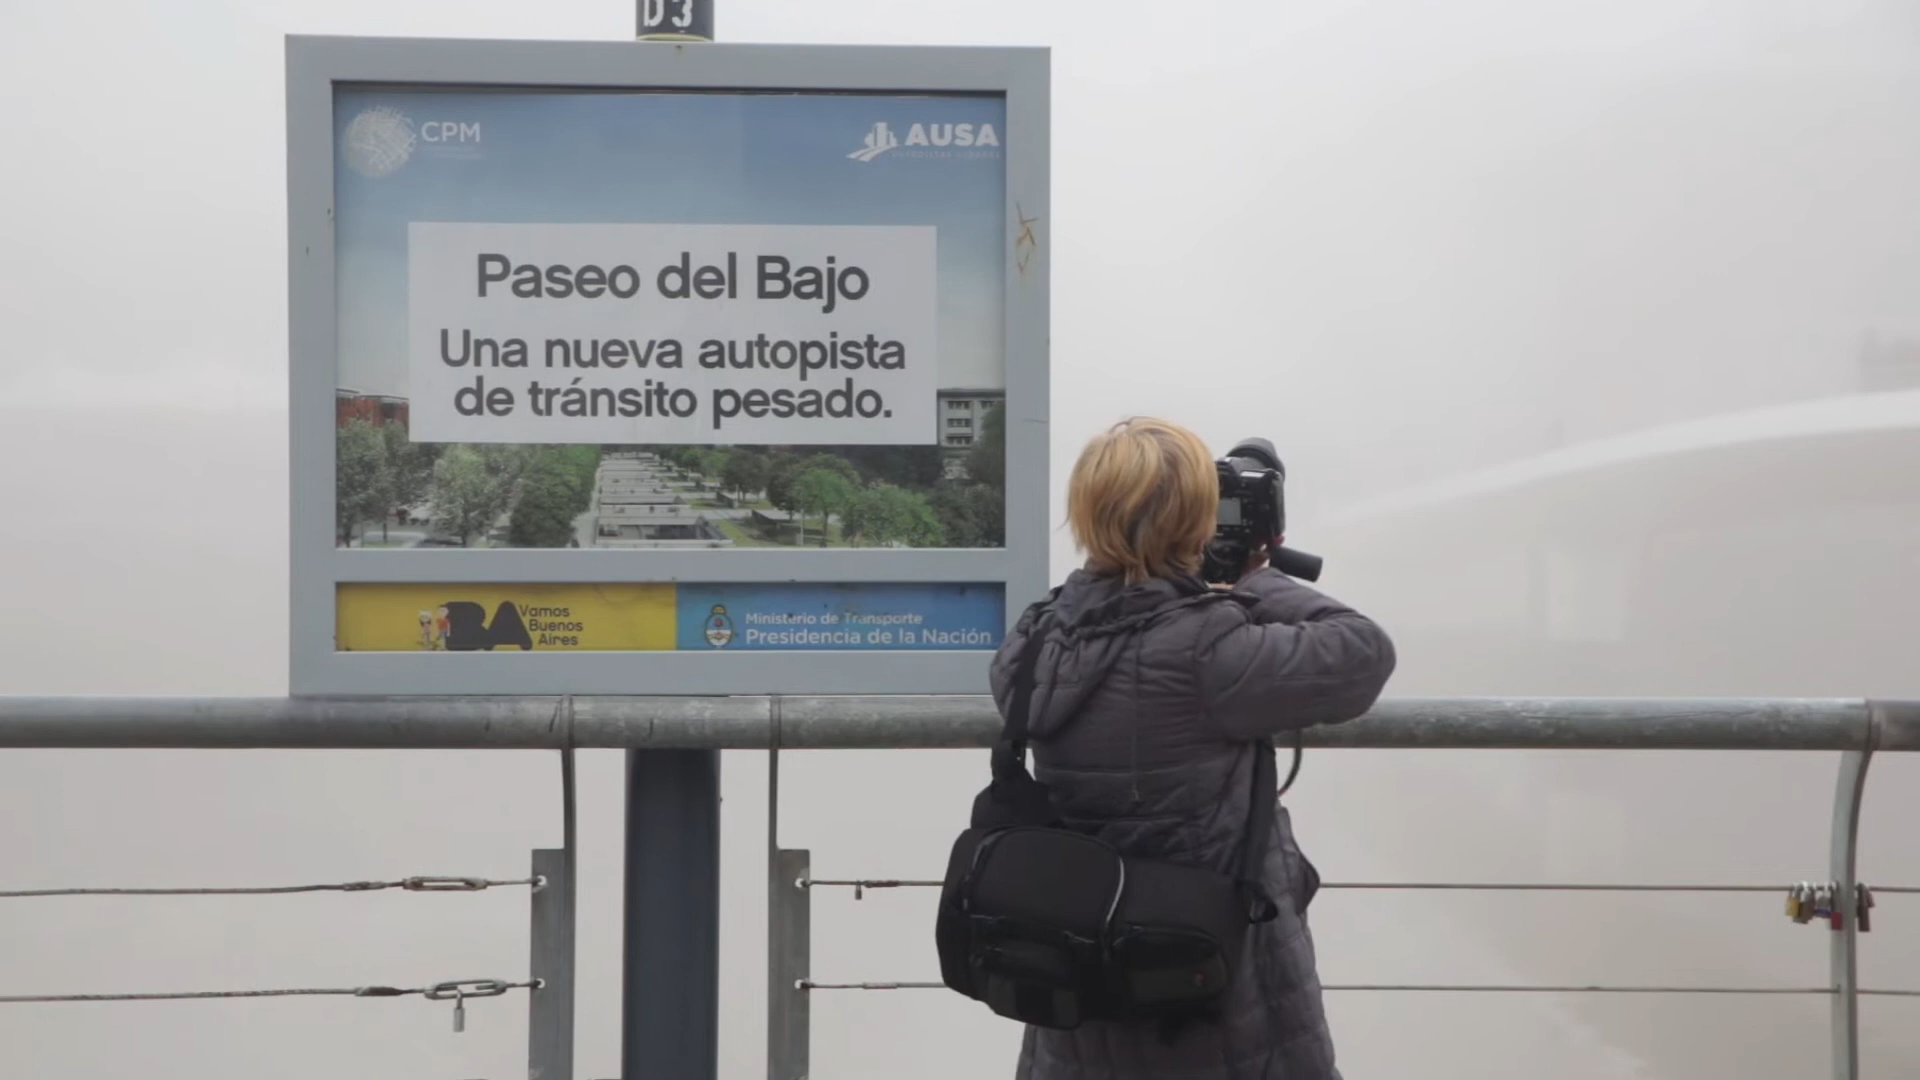 D3
CPM
AUSA
Paseo del Bajo
Una nueva autopista
de tránsito pesado.
BA
Vamos
Buenos
Aires
Ministerio de Transporte
Presidencia de la Nación